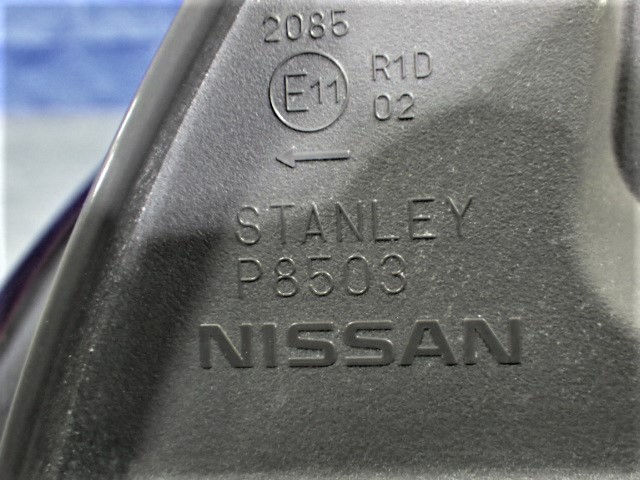 2085
E11 R1D
02
←
STANLEY
P8503
NISSAN